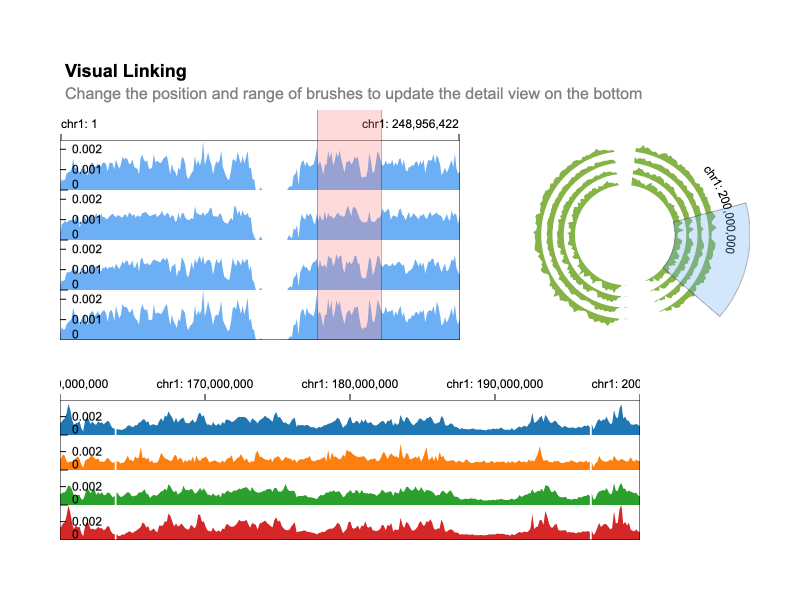 Visual Linking
Change the position and range of brushes to update the detail view on the bottom
chr1: 1
chr1: 248,956,422
0.002
0.001
0
0.002
0.001
0
0.002
0.001
0
0.002
0.001
0
chr1: 200,000,000
0,000,000
chr1: 170,000,000
chr1: 180,000,000
chr1: 190,000,000
chr1: 200
0.002
0
0.002
0
0.002
0
0.002
0